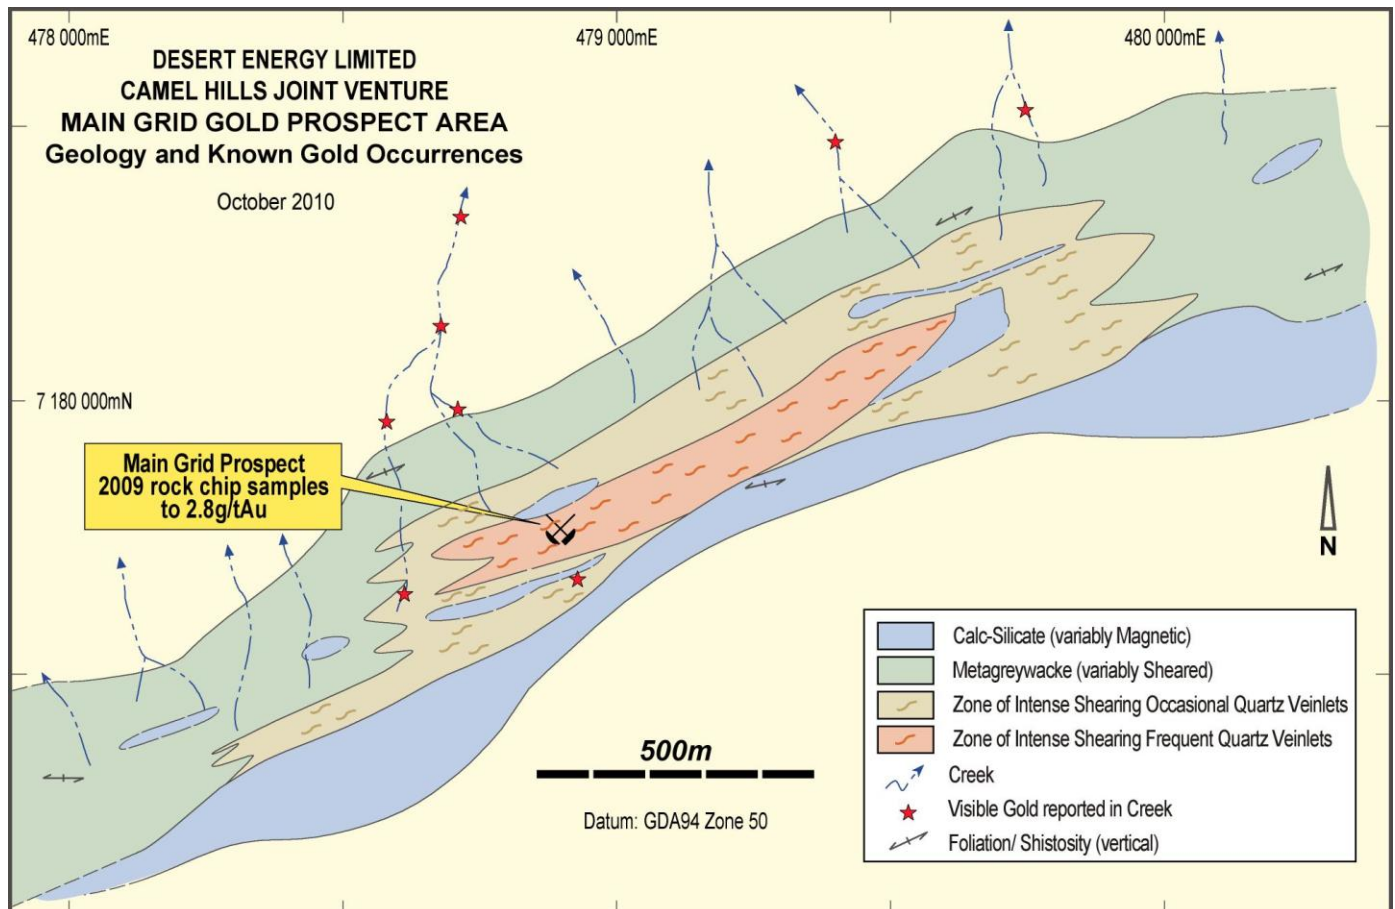 478 000mE
479 000mE
480 000mE
DESERT ENERGY LIMITED
CAMEL HILLS JOINT VENTURE
MAIN GRID GOLD PROSPECT AREA
Geology and Known Gold Occurrences
October 2010
7 180 000mN
Main Grid Prospect
2009 rock chip samples
to 2.8g/tAu
N
500m
Datum: GDA94 Zone 50
Calc-Silicate (variably Magnetic)
Metagreywacke (variably Sheared)
Zone of Intense Shearing Occasional Quartz Veinlets
Zone of Intense Shearing Frequent Quartz Veinlets
Creek
Visible Gold reported in Creek
Foliation/ Shistosity (vertical)